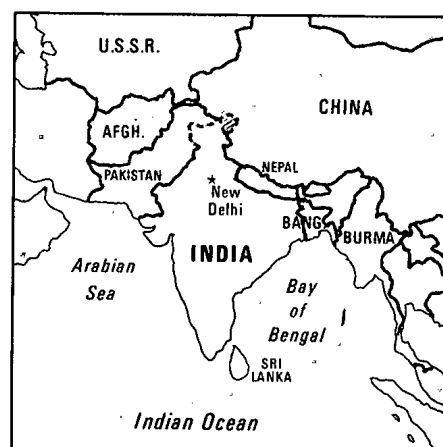 U.S.S.R.
CHINA
AFGH.
PAKISTAN
NEPAL
New
Delhi
BANG.
BURMA
INDIA
Arabian
Sea
Bay
of
Bengal
SRI
LANKA
Indian Ocean